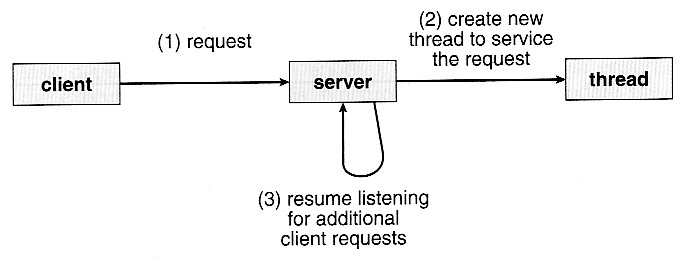 (1) request
(2) create new
thread to service
the request
client
server
thread
(3) resume listening
for additional
client requests